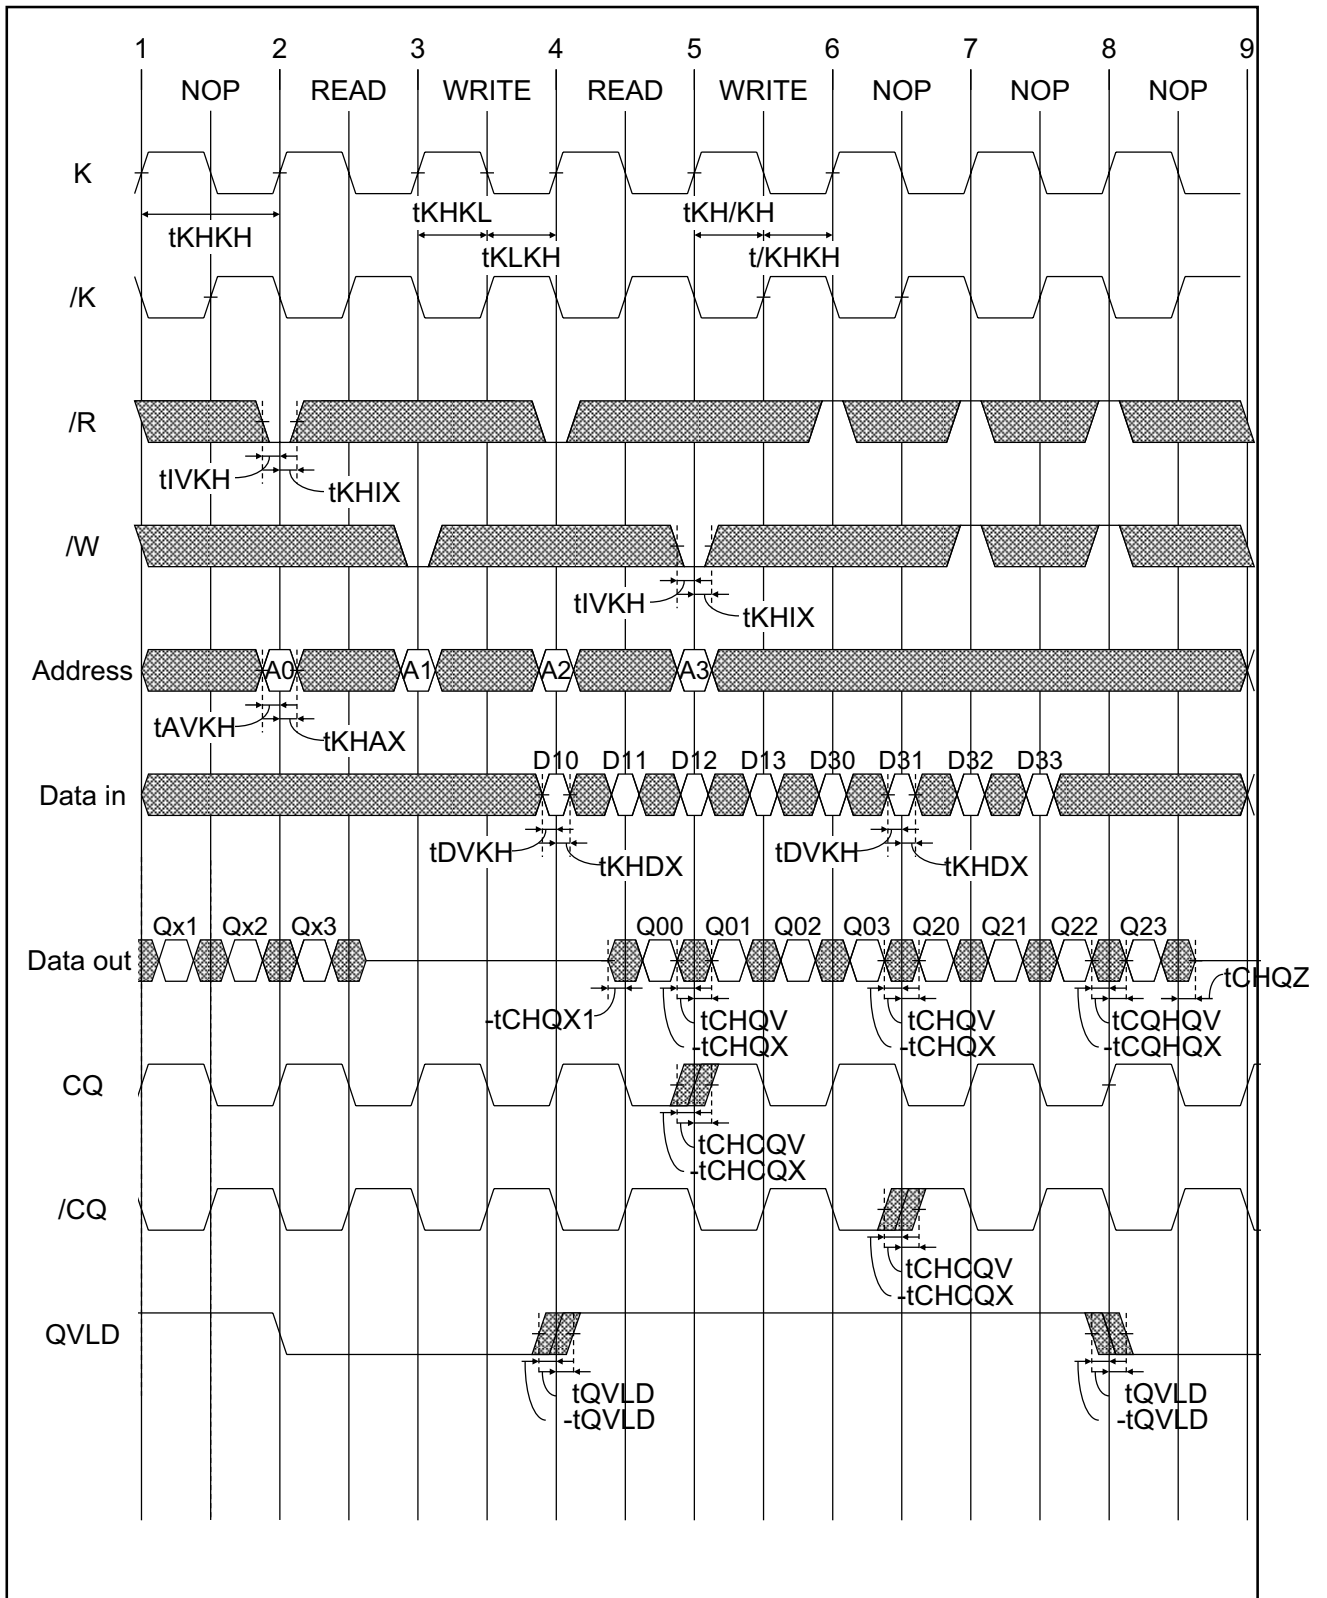 1 2 3 4 5 6 7 8 9
NOP READ WRITE READ WRITE NOP NOP NOP
K
tKHKH
tKHKL
tKLKH
tKH/KH
t/KHKH
/K
/R
tIVKH
tKHIX
/W
tIVKH
tKHIX
Address A0 A1 A2 A3
tAVKH
tKHAX
D10 D11 D12 D13 D30 D31 D32 D33
Data in
tDVKH
tKHDX
tDVKH
tKHDX
Qx1 Qx2 Qx3 Q00 Q01 Q02 Q03 Q20 Q21 Q22 Q23
Data out
tCHQZ
-tCHQX1
tCHQV
-tCHQX
tCHQV
-tCHQX
tCQHQV
-tCQHQX
CQ
tCHCQV
-tCHCQX
/CQ
tCHCQV
-tCHCQX
QVLD
tQVLD
-tQVLD
tQVLD
-tQVLD